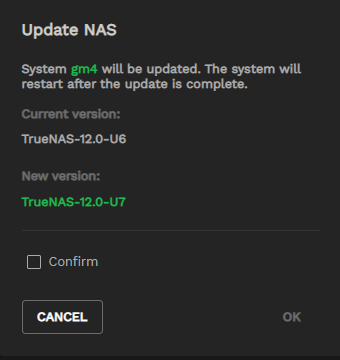 Update NAS
System gm4 will be updated. The system will
restart after the update is complete.
Current version:
TrueNAS-12.0-U6
New version:
TrueNAS-12.0-U7
Confirm
CANCEL OK